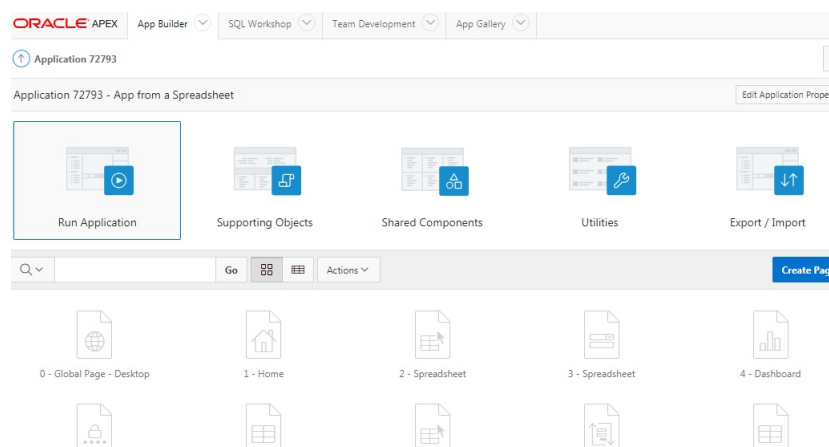 ORACLE APEX App Builder SQL Workshop Team Development App Gallery
Application 72793
Application 72793 - App from a Spreadsheet Edit Application Prope
Run Application Supporting Objects Shared Components Utilities Export / Import
Go Actions Create Pag
0 - Global Page - Desktop 1 - Home 2 - Spreadsheet 3 - Spreadsheet 4 - Dashboard